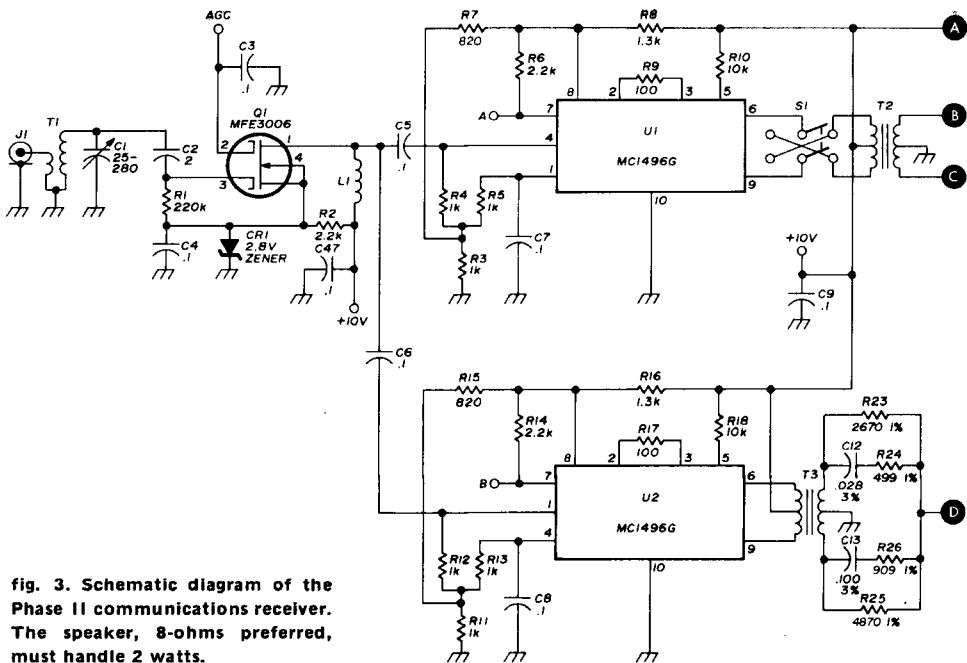 AGC
C3
.1
Q1
MFE3006
J1
T1
C1
25-
280
C2
2
2
3
4
R1
220k
C4
.1
CR1
2.8V
ZENER
R2
2.2k
L1
C47
.1
+10V
C5
.1
C6
.1
R7
820
R6
2.2k
R8
1.3k
R9
100
R10
10k
A
8
2
3
5
7
4
1
6
9
10
U1
MC1496G
R4
1k
R5
1k
R3
1k
C7
.1
S1
T2
A
B
C
+10V
C9
.1
R15
820
R14
2.2k
R16
1.3k
R17
100
R18
10k
B
8
2
3
5
7
1
4
6
9
10
U2
MC1496G
R12
1k
R13
1k
R11
1k
C8
.1
T3
R23
2670 1%
C12
.028
3%
R24
499 1%
C13
.100
3%
R26
909 1%
R25
4870 1%
D
fig. 3. Schematic diagram of the
Phase II communications receiver.
The speaker, 8-ohms preferred,
must handle 2 watts.